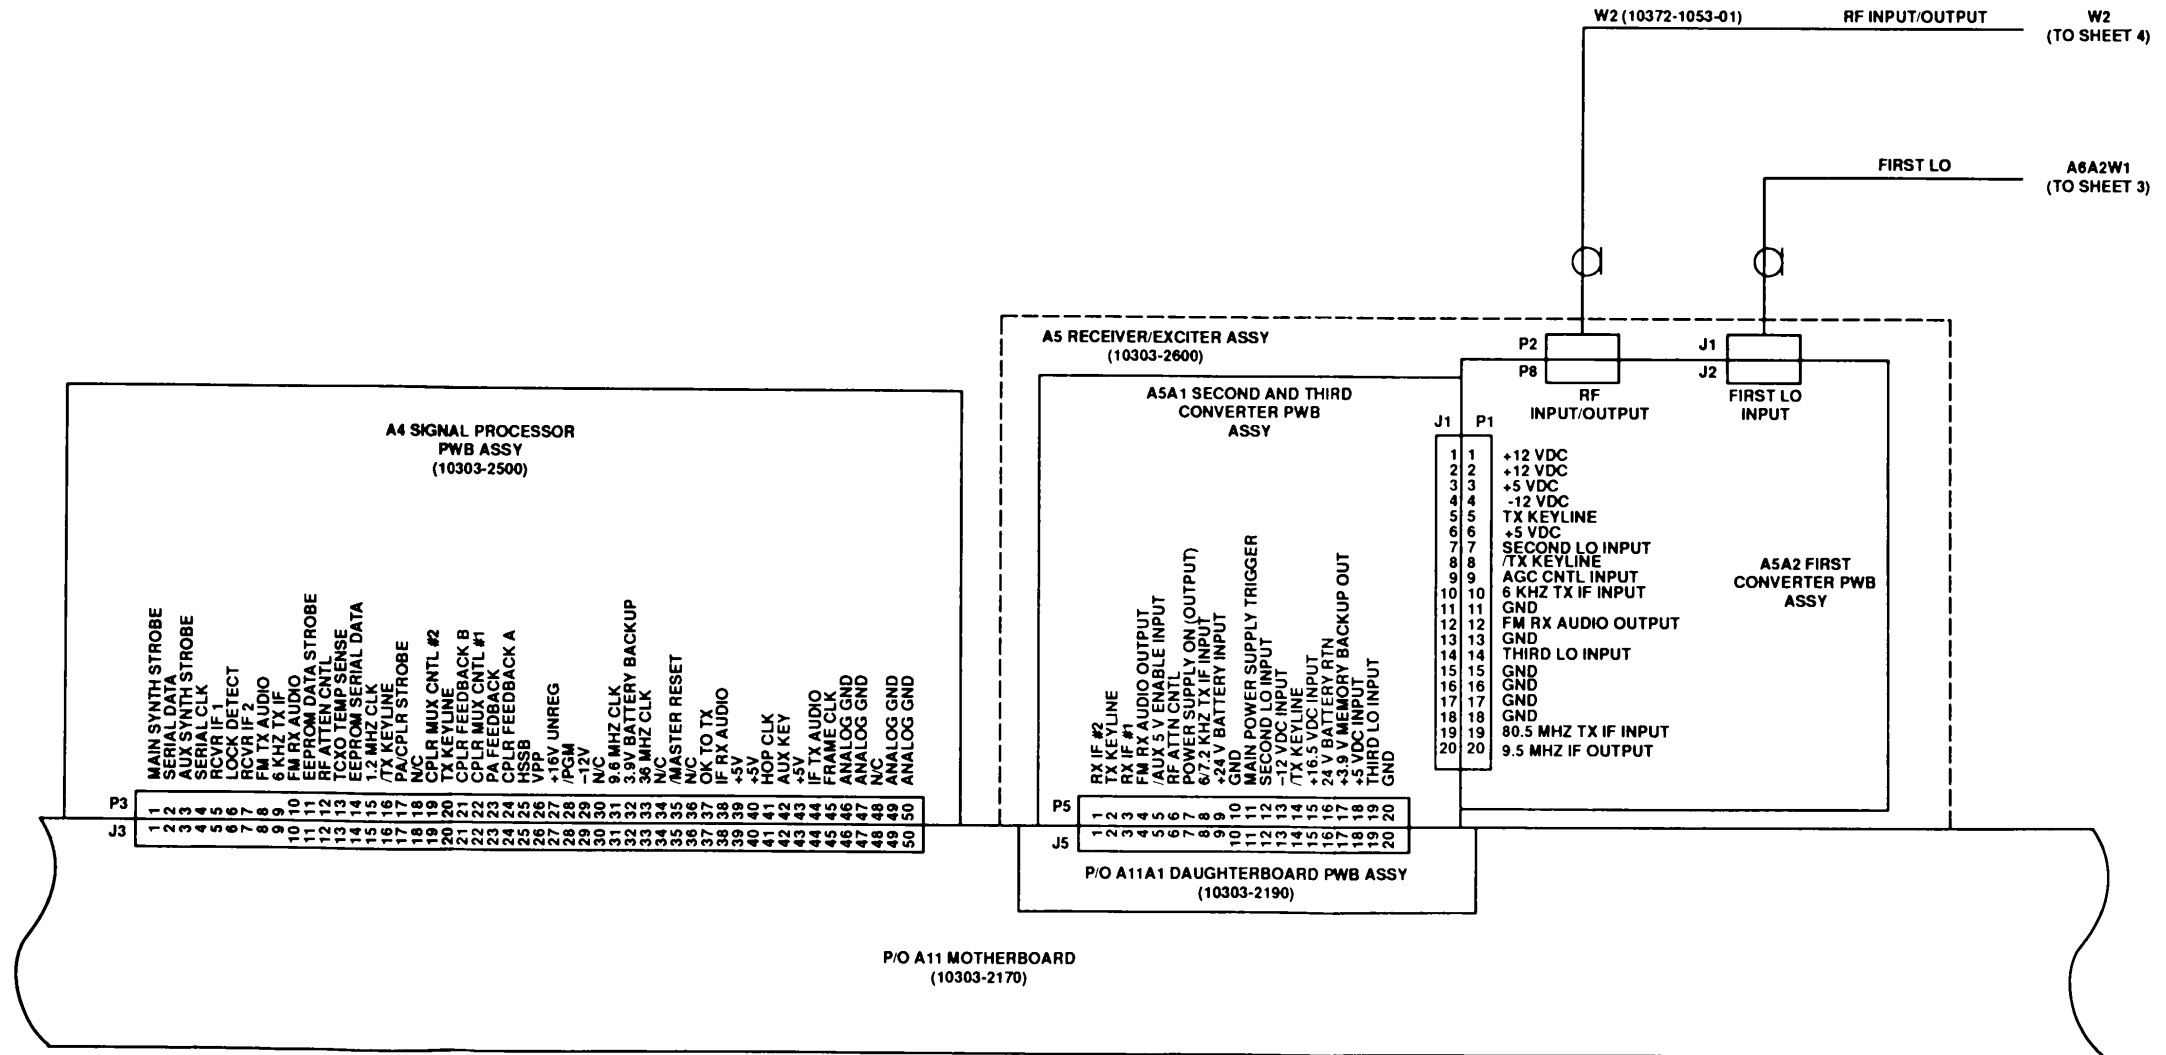 W2 (10372-1053-01) RF INPUT/OUTPUT W2
(TO SHEET 4)
FIRST LO A6A2W1
(TO SHEET 3)
A5 RECEIVER/EXCITER ASSY
(10303-2600)
P2 J1
P8 J2
RF
INPUT/OUTPUT
FIRST LO
INPUT
A4 SIGNAL PROCESSOR
PWB ASSY
(10303-2500)
A5A1 SECOND AND THIRD
CONVERTER PWB
ASSY
J1 P1
1 1 +12 VDC
2 2 +12 VDC
3 3 +5 VDC
4 4 -12 VDC
5 5 TX KEYLINE
6 6 +5 VDC
7 7 SECOND LO INPUT
8 8 /TX KEYLINE
9 9 AGC CNTL INPUT
10 10 6 KHZ TX IF INPUT
11 11 GND
12 12 FM RX AUDIO OUTPUT
13 13 GND
14 14 THIRD LO INPUT
15 15 GND
16 16 GND
17 17 GND
18 18 GND
19 19 80.5 MHZ TX IF INPUT
20 20 9.5 MHZ IF OUTPUT
A5A2 FIRST
CONVERTER PWB
ASSY
P3
J3
1 1 MAIN SYNTH STROBE
2 2 SERIAL DATA
3 3 AUX SYNTH STROBE
4 4 SERIAL CLK
5 5 RCVR IF 1
6 6 LOCK DETECT
7 7 RCVR IF 2
8 8 FM TX AUDIO
9 9 6 KHZ TX IF
10 10 FM RX AUDIO
11 11 EEPROM DATA STROBE
12 12 RF ATTEN CNTL
13 13 TCXO TEMP SENSE
14 14 EEPROM SERIAL DATA
15 15 1.2 MHZ CLK
16 16 /TX KEYLINE
17 17 PA/CPLR STROBE
18 18 N/C
19 19 CPLR MUX CNTL #2
20 20 TX KEYLINE
21 21 CPLR FEEDBACK B
22 22 CPLR MUX CNTL #1
23 23 PA FEEDBACK
24 24 CPLR FEEDBACK A
25 25 HSSB
26 26 VPP
27 27 +16V UNREG
28 28 /PGM
29 29 -12V
30 30 N/C
31 31 9.6 MHZ CLK
32 32 3.9V BATTERY BACKUP
33 33 36 MHZ CLK
34 34 N/C
35 35 /MASTER RESET
36 36 N/C
37 37 OK TO TX
38 38 IF RX AUDIO
39 39 +5V
40 40 +5V
41 41 HOP CLK
42 42 AUX KEY
43 43 +5V
44 44 IF TX AUDIO
45 45 FRAME CLK
46 46 ANALOG GND
47 47 ANALOG GND
48 48 N/C
49 49 ANALOG GND
50 50 ANALOG GND
P5
J5
1 1 RX IF #2
2 2 TX KEYLINE
3 3 RX IF #1
4 4 FM RX AUDIO OUTPUT
5 5 /AUX 5 V ENABLE INPUT
6 6 RF ATTN CNTL
7 7 POWER SUPPLY ON (OUTPUT)
8 8 6/7.2 KHZ TX IF INPUT
9 9 +24 V BATTERY INPUT
10 10 GND
11 11 MAIN POWER SUPPLY TRIGGER
12 12 SECOND LO INPUT
13 13 -12 VDC INPUT
14 14 /TX KEYLINE
15 15 +16.5 VDC INPUT
16 16 24 V BATTERY RTN
17 17 +3.9 V MEMORY BACKUP OUT
18 18 +5 VDC INPUT
19 19 THIRD LO INPUT
20 20 GND
P/O A11A1 DAUGHTERBOARD PWB ASSY
(10303-2190)
P/O A11 MOTHERBOARD
(10303-2170)